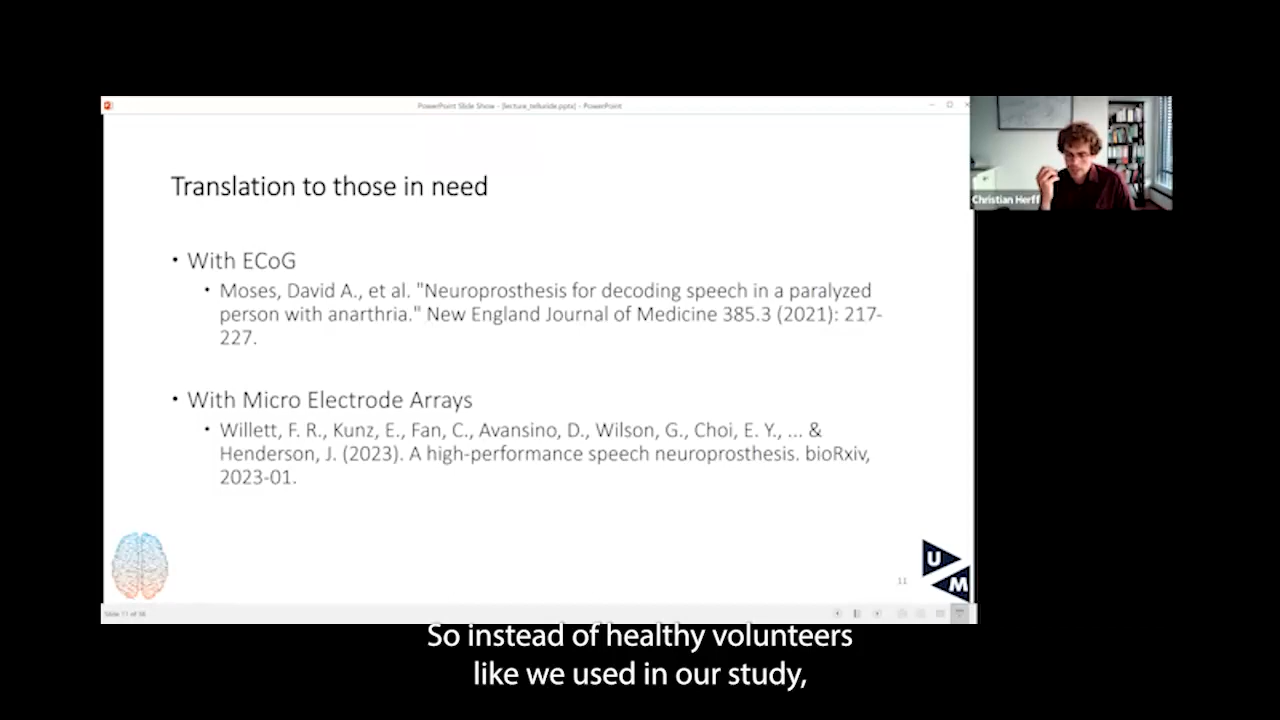 PowerPoint Slide Show - [lecture_telluride.pptx] - PowerPoint
Translation to those in need
• With ECoG
• Moses, David A., et al. "Neuroprosthesis for decoding speech in a paralyzed
person with anarthria." New England Journal of Medicine 385.3 (2021): 217-
227.
• With Micro Electrode Arrays
• Willett, F. R., Kunz, E., Fan, C., Avansino, D., Wilson, G., Choi, E. Y., ... &
Henderson, J. (2023). A high-performance speech neuroprosthesis. bioRxiv,
2023-01.
11
U
M
Christian Herff
So instead of healthy volunteers
like we used in our study,